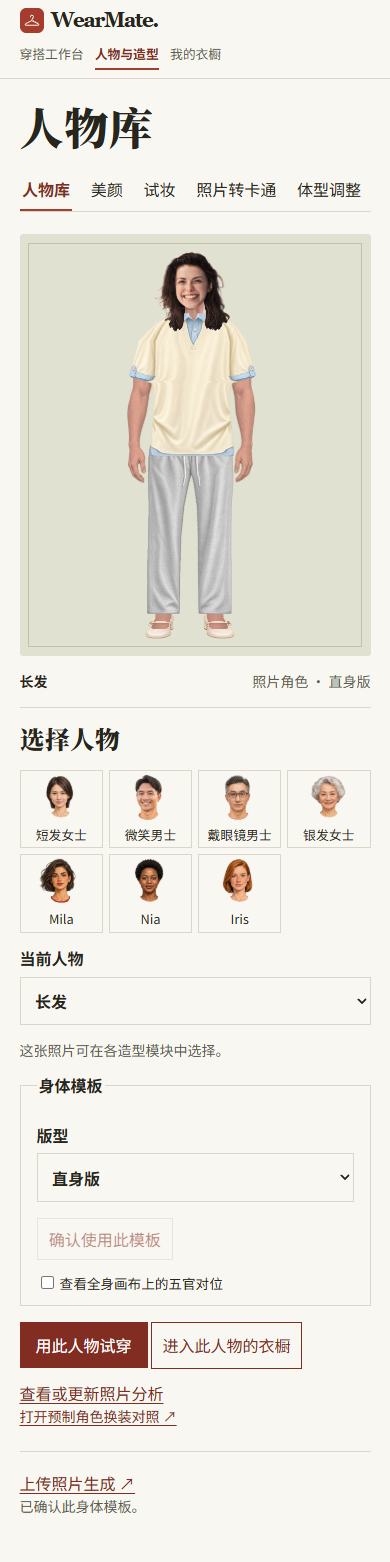 WearMate.
穿搭工作台 人物与造型 我的衣橱
人物库
人物库 美颜 试妆 照片转卡通 体型调整
长发 照片角色 · 直身版
选择人物
短发女士 微笑男士 戴眼镜男士 银发女士
Mila Nia Iris
当前人物
长发
这张照片可在各造型模块中选择。
身体模板
版型
直身版
确认使用此模板
查看全身画布上的五官对位
用此人物试穿 进入此人物的衣橱
查看或更新照片分析
打开预制角色换装对照 ↗
上传照片生成 ↗
已确认此身体模板。